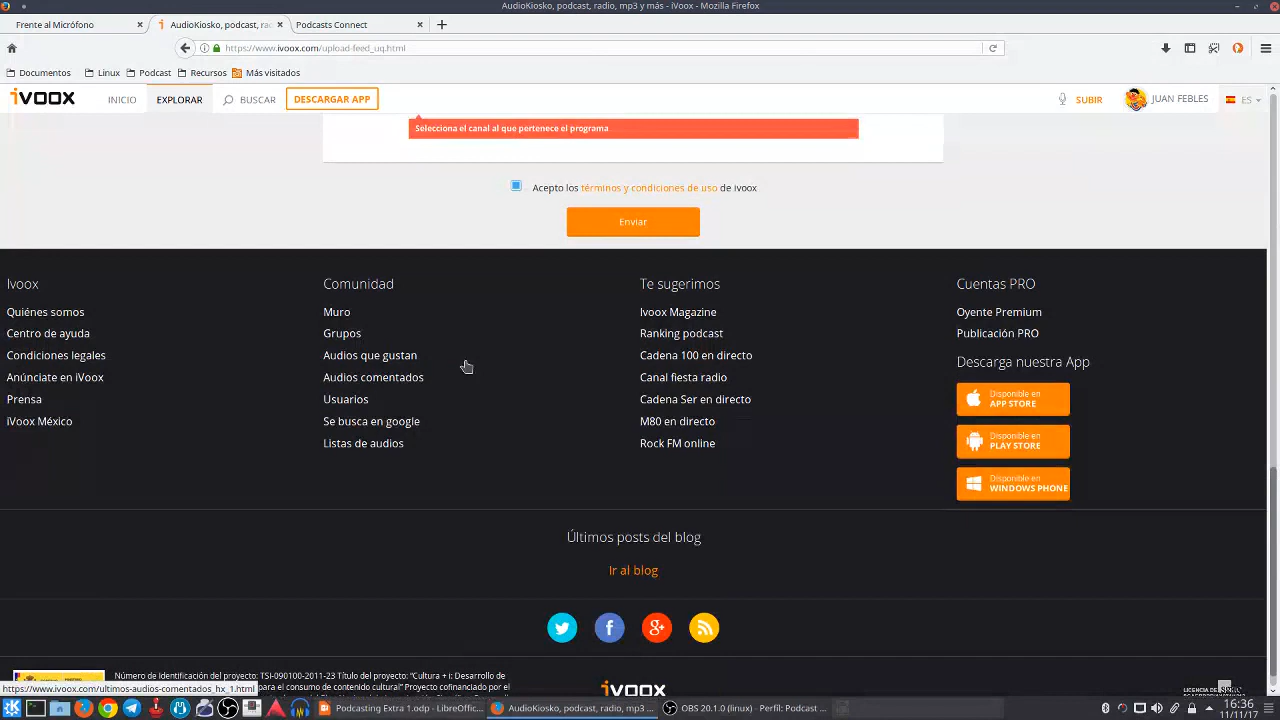 AudioKiosko, podcast, radio, mp3 y más - iVoox - Mozilla Firefox
Frente al Micrófono
AudioKiosko, podcast, ra
Podcasts Connect
https://www.ivoox.com/upload-feed_uq.html
Documentos
Linux
Podcast
Recursos
Más visitados
iVOOX
INICIO
EXPLORAR
BUSCAR
DESCARGAR APP
SUBIR
JUAN FEBLES
ES
Selecciona el canal al que pertenece el programa
Acepto los términos y condiciones de uso de ivoox
Enviar
Ivoox
Quiénes somos
Centro de ayuda
Condiciones legales
Anúnciate en iVoox
Prensa
iVoox México
Comunidad
Muro
Grupos
Audios que gustan
Audios comentados
Usuarios
Se busca en google
Listas de audios
Te sugerimos
Ivoox Magazine
Ranking podcast
Cadena 100 en directo
Canal fiesta radio
Cadena Ser en directo
M80 en directo
Rock FM online
Cuentas PRO
Oyente Premium
Publicación PRO
Descarga nuestra App
Disponible en
APP STORE
Disponible en
PLAY STORE
Disponible en
WINDOWS PHONE
Últimos posts del blog
Ir al blog
Número de Identificación del proyecto: TSI-090100-2011-23 Título del proyecto: "Cultura + i: Desarrollo de
para el consumo de contenido cultural" Proyecto cofinanciado por el
iVOOX
https://www.ivoox.com/ultimos-audios-comentados_hx_1.html
LICENCIA DE
Podcasting Extra 1.odp - LibreOffic...
AudioKiosko, podcast, radio, mp3 ...
OBS 20.1.0 (linux) - Perfil: Podcast ...
16:36
11/11/17